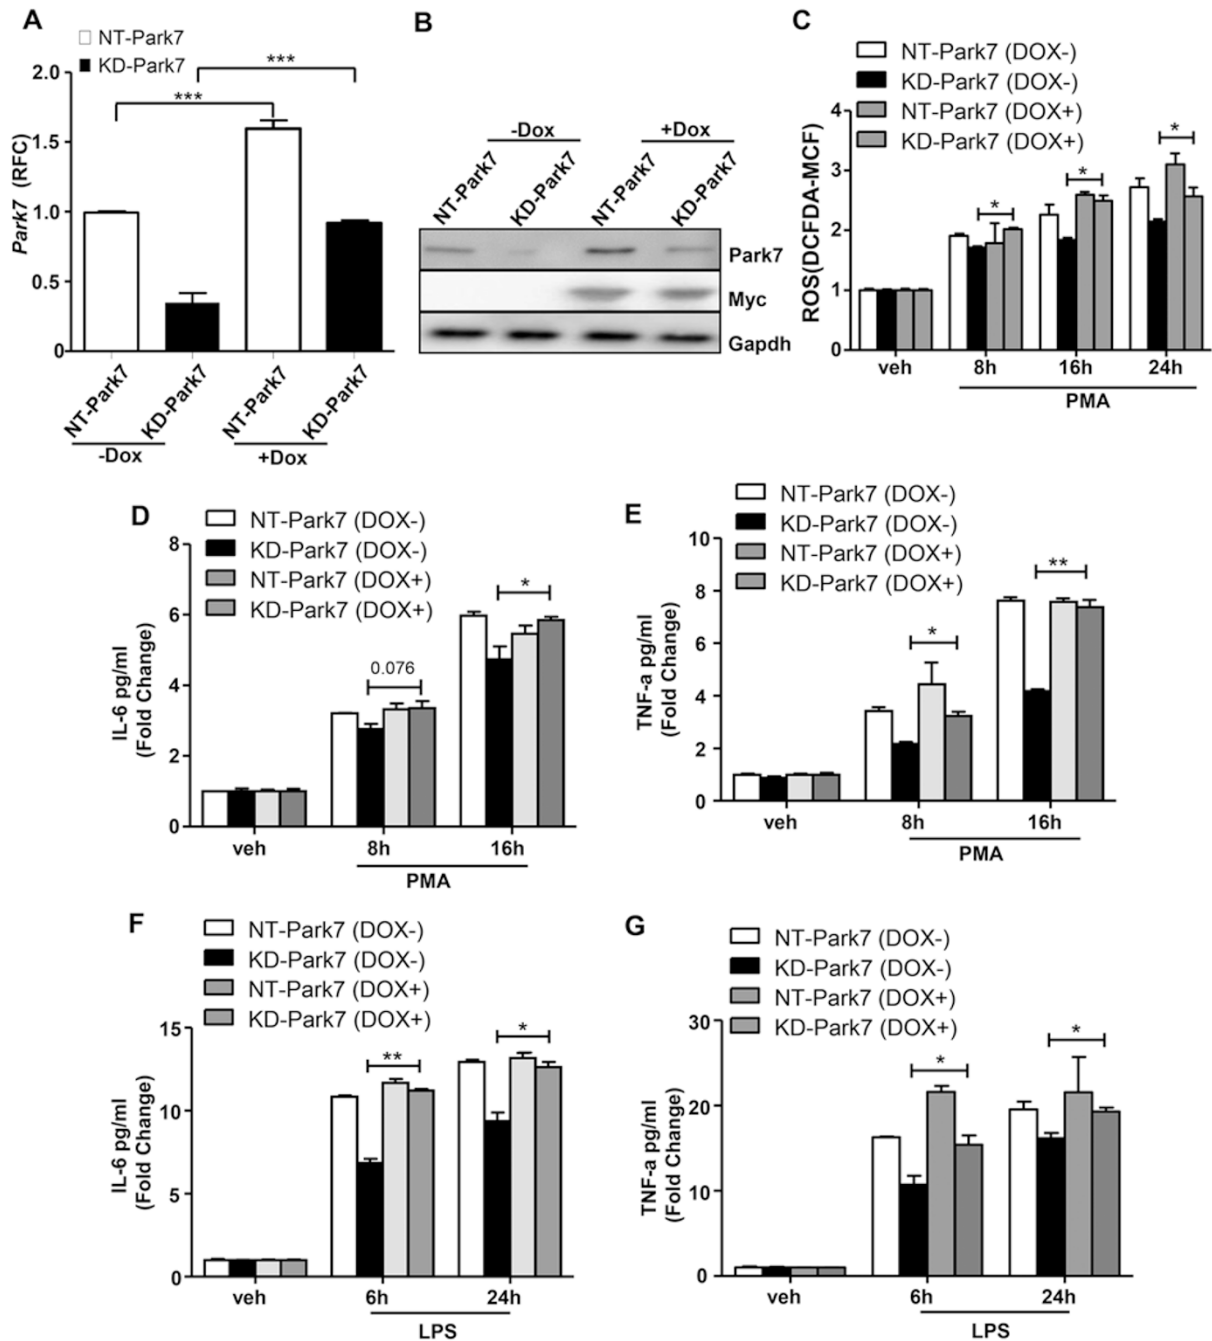 A
NT-Park7
KD-Park7
***
***
Park7 (RFC)
2.0
1.5
1.0
0.5
0
NT-Park7
KD-Park7
NT-Park7
KD-Park7
-Dox
+Dox
B
-Dox
+Dox
NT-Park7
KD-Park7
NT-Park7
KD-Park7
Park7
Myc
Gapdh
C
NT-Park7 (DOX-)
KD-Park7 (DOX-)
NT-Park7 (DOX+)
KD-Park7 (DOX+)
ROS(DCFDA-MCF)
4
3
2
1
0
*
*
*
veh
8h
16h
24h
PMA
D
NT-Park7 (DOX-)
KD-Park7 (DOX-)
NT-Park7 (DOX+)
KD-Park7 (DOX+)
IL-6 pg/ml
(Fold Change)
8
6
4
2
0
0.076
*
veh
8h
16h
PMA
E
NT-Park7 (DOX-)
KD-Park7 (DOX-)
NT-Park7 (DOX+)
KD-Park7 (DOX+)
TNF-a pg/ml
(Fold Change)
10
8
6
4
2
0
*
**
veh
8h
16h
PMA
F
NT-Park7 (DOX-)
KD-Park7 (DOX-)
NT-Park7 (DOX+)
KD-Park7 (DOX+)
IL-6 pg/ml
(Fold Change)
15
10
5
0
**
*
veh
6h
24h
LPS
G
NT-Park7 (DOX-)
KD-Park7 (DOX-)
NT-Park7 (DOX+)
KD-Park7 (DOX+)
TNF-a pg/ml
(Fold Change)
30
20
10
0
*
*
veh
6h
24h
LPS